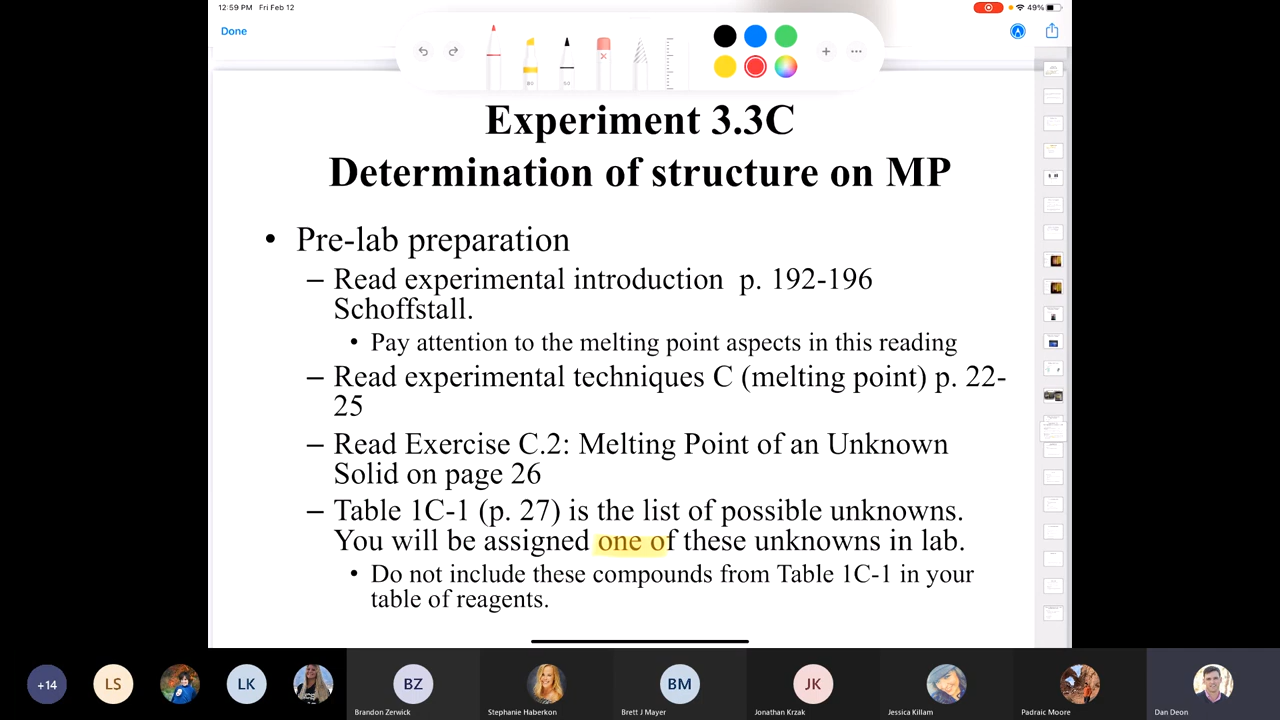 12:59 PM Fri Feb 12
49%
Done
Experiment 3.3C
Determination of structure on MP
• Pre-lab preparation
– Read experimental introduction p. 192-196
Schoffstall.
• Pay attention to the melting point aspects in this reading
– Read experimental techniques C (melting point) p. 22-
25
– Read Exercise C.2: Melting Point of an Unknown
Solid on page 26
– Table 1C-1 (p. 27) is the list of possible unknowns.
You will be assigned one of these unknowns in lab.
• Do not include these compounds from Table 1C-1 in your
table of reagents.
+14
LS
LK
BZ
BM
JK
Brandon Zerwick
Stephanie Haberkon
Brett J Mayer
Jonathan Krzak
Jessica Killam
Padraic Moore
Dan Deon